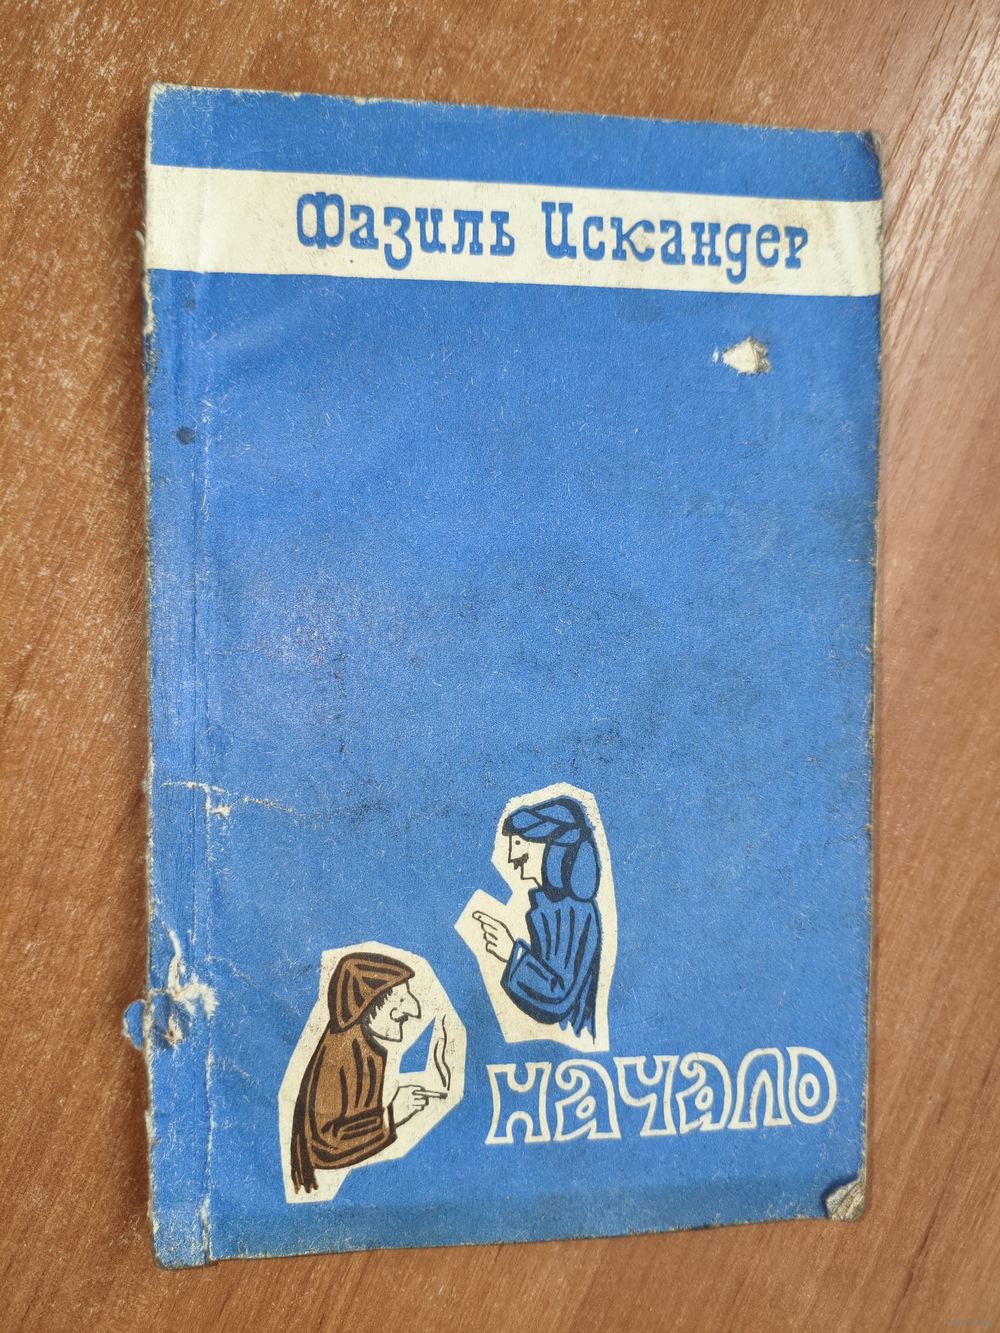 Фазиль Искандер
начало